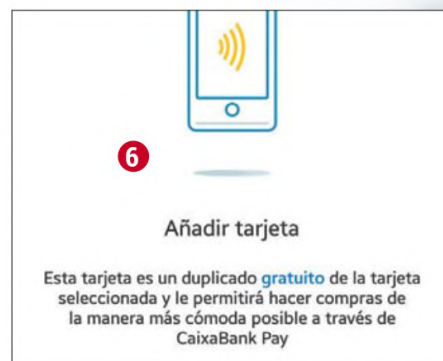 6
Añadir tarjeta
Esta tarjeta es un duplicado gratuito de la tarjeta
seleccionada y le permitirá hacer compras de
la manera más cómoda posible a través de
CaixaBank Pay